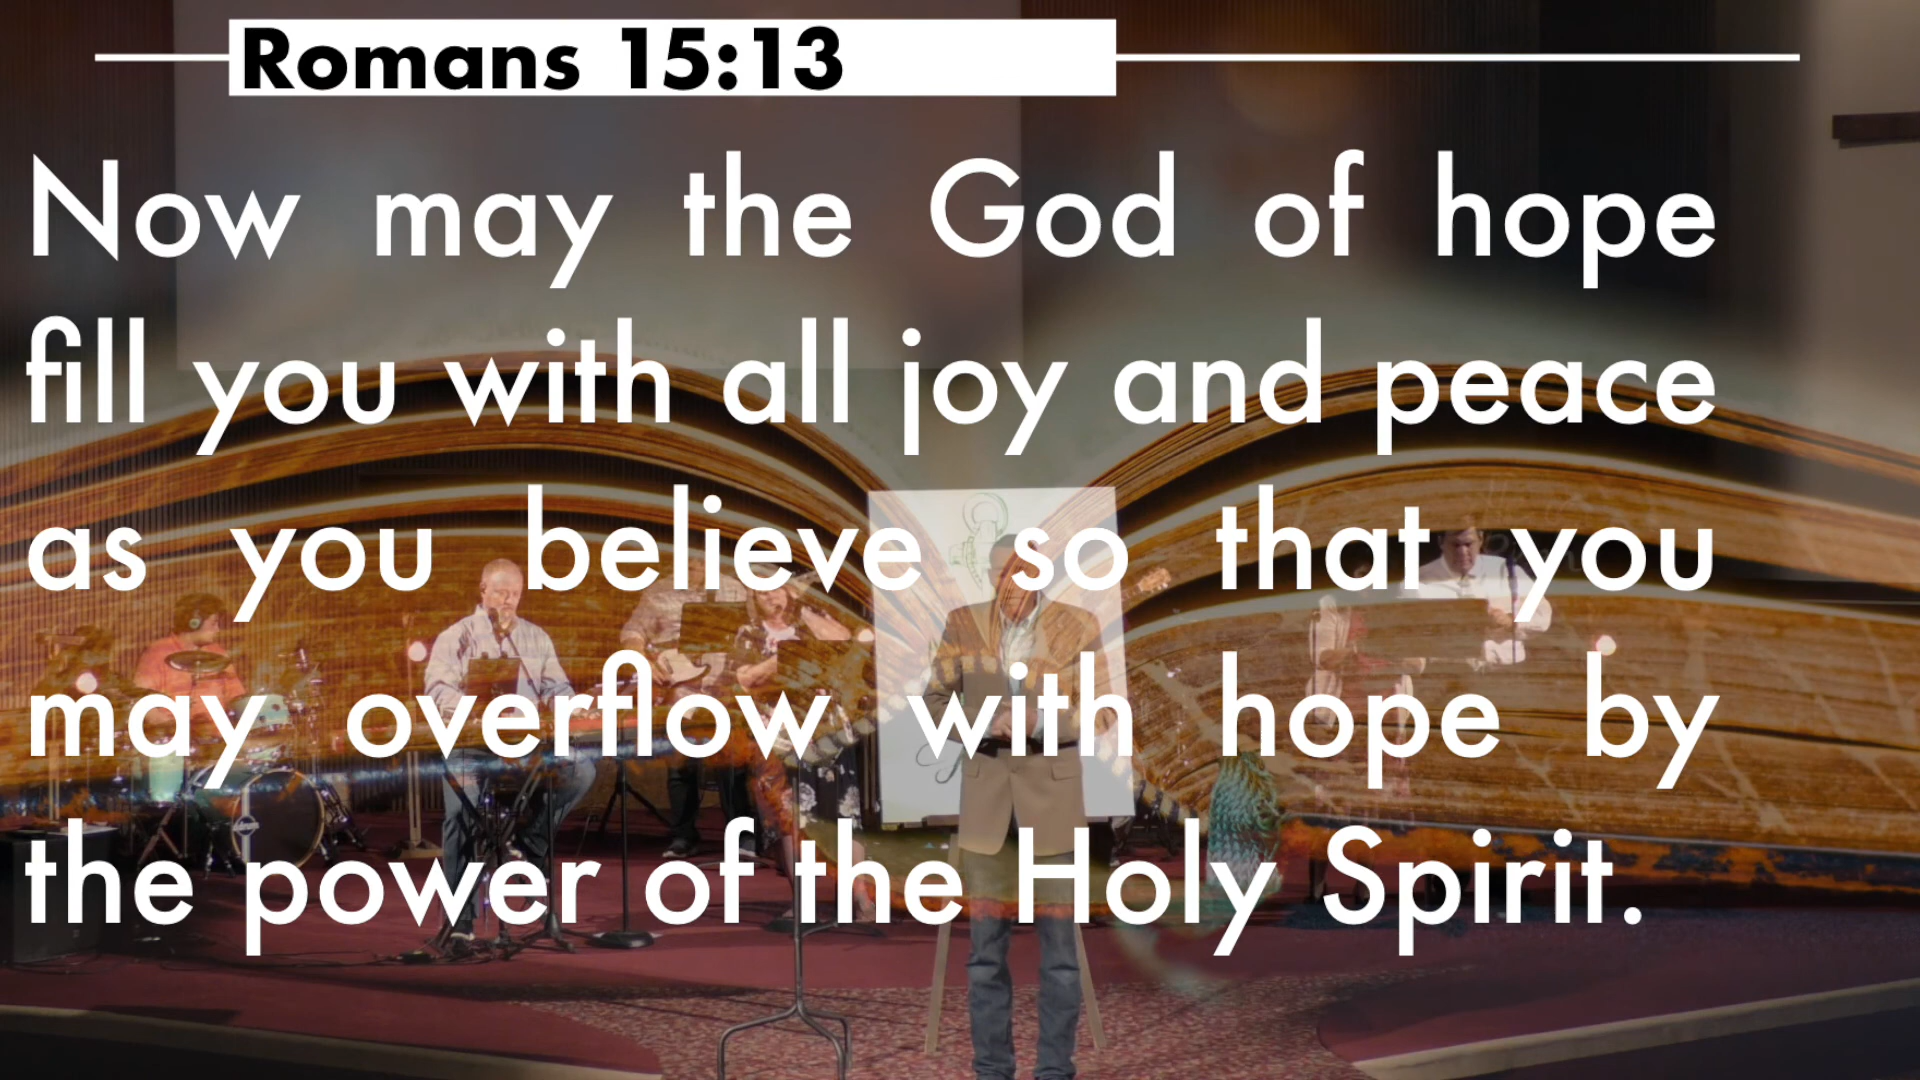 Romans 15:13
Now may the God of hope
fill you with all joy and peace
as you believe so that you
may overflow with hope by
the power of the Holy Spirit.